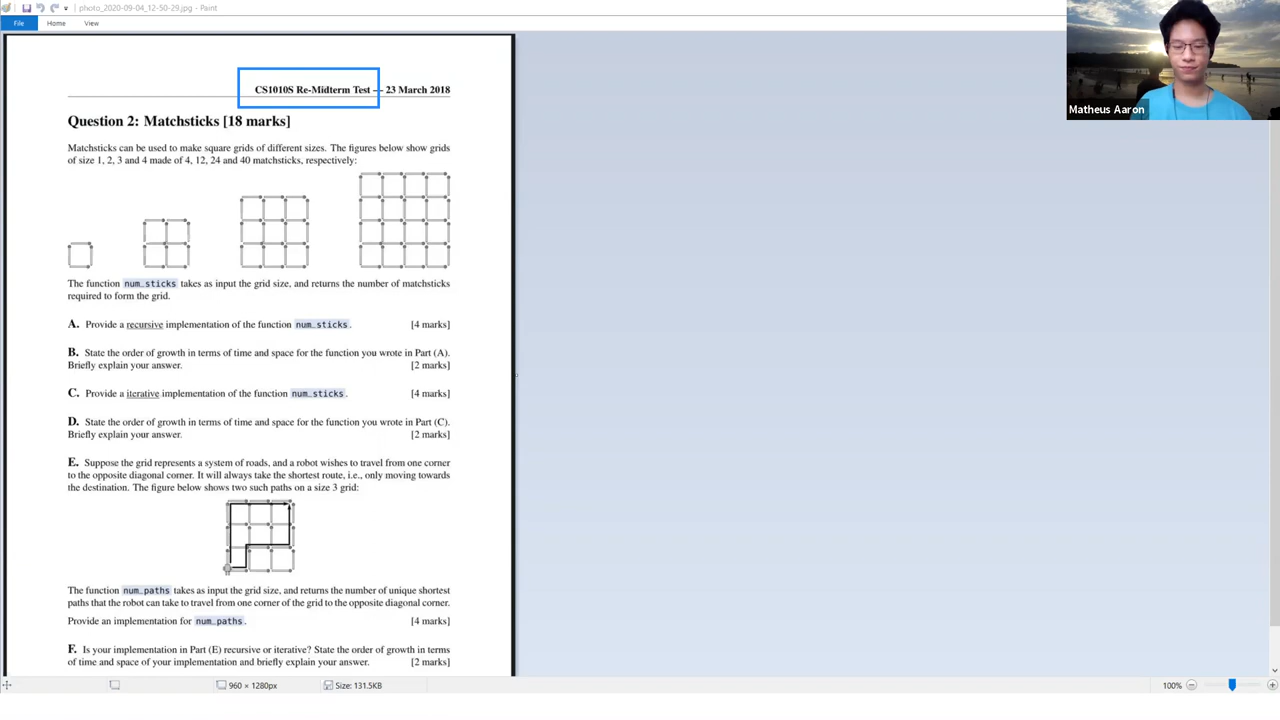 photo_2020-09-04_12-50-29.jpg - Paint
File Home View
Matheus Aaron
CS1010S Re-Midterm Test — 23 March 2018
Question 2: Matchsticks [18 marks]
Matchsticks can be used to make square grids of different sizes. The figures below show grids
of size 1, 2, 3 and 4 made of 4, 12, 24 and 40 matchsticks, respectively:
The function num_sticks takes as input the grid size, and returns the number of matchsticks
required to form the grid.
A. Provide a recursive implementation of the function num_sticks. [4 marks]
B. State the order of growth in terms of time and space for the function you wrote in Part (A).
Briefly explain your answer. [2 marks]
C. Provide a iterative implementation of the function num_sticks. [4 marks]
D. State the order of growth in terms of time and space for the function you wrote in Part (C).
Briefly explain your answer. [2 marks]
E. Suppose the grid represents a system of roads, and a robot wishes to travel from one corner
to the opposite diagonal corner. It will always take the shortest route, i.e., only moving towards
the destination. The figure below shows two such paths on a size 3 grid:
The function num_paths takes as input the grid size, and returns the number of unique shortest
paths that the robot can take to travel from one corner of the grid to the opposite diagonal corner.
Provide an implementation for num_paths. [4 marks]
F. Is your implementation in Part (E) recursive or iterative? State the order of growth in terms
of time and space of your implementation and briefly explain your answer. [2 marks]
960 × 1280px Size: 131.5KB 100%